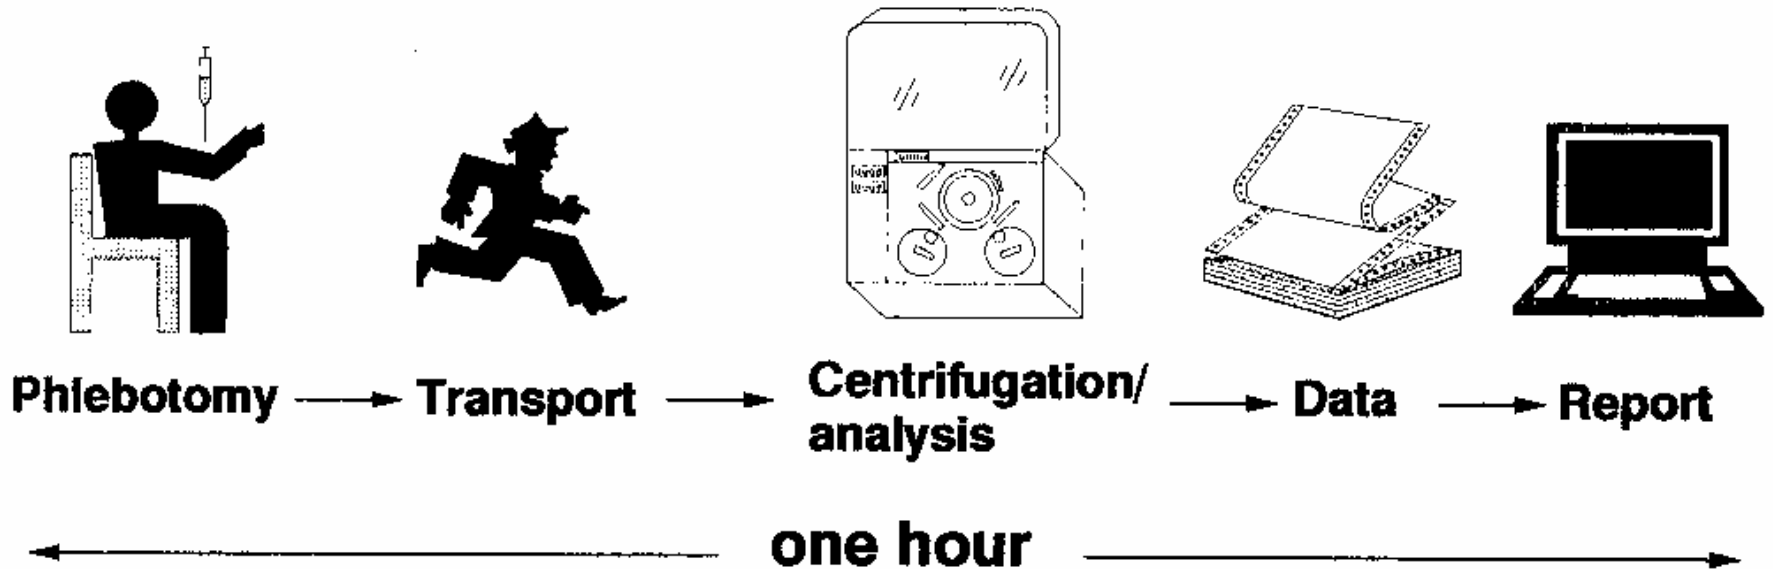 Phlebotomy → Transport → Centrifugation/ → Data → Report
analysis
one hour